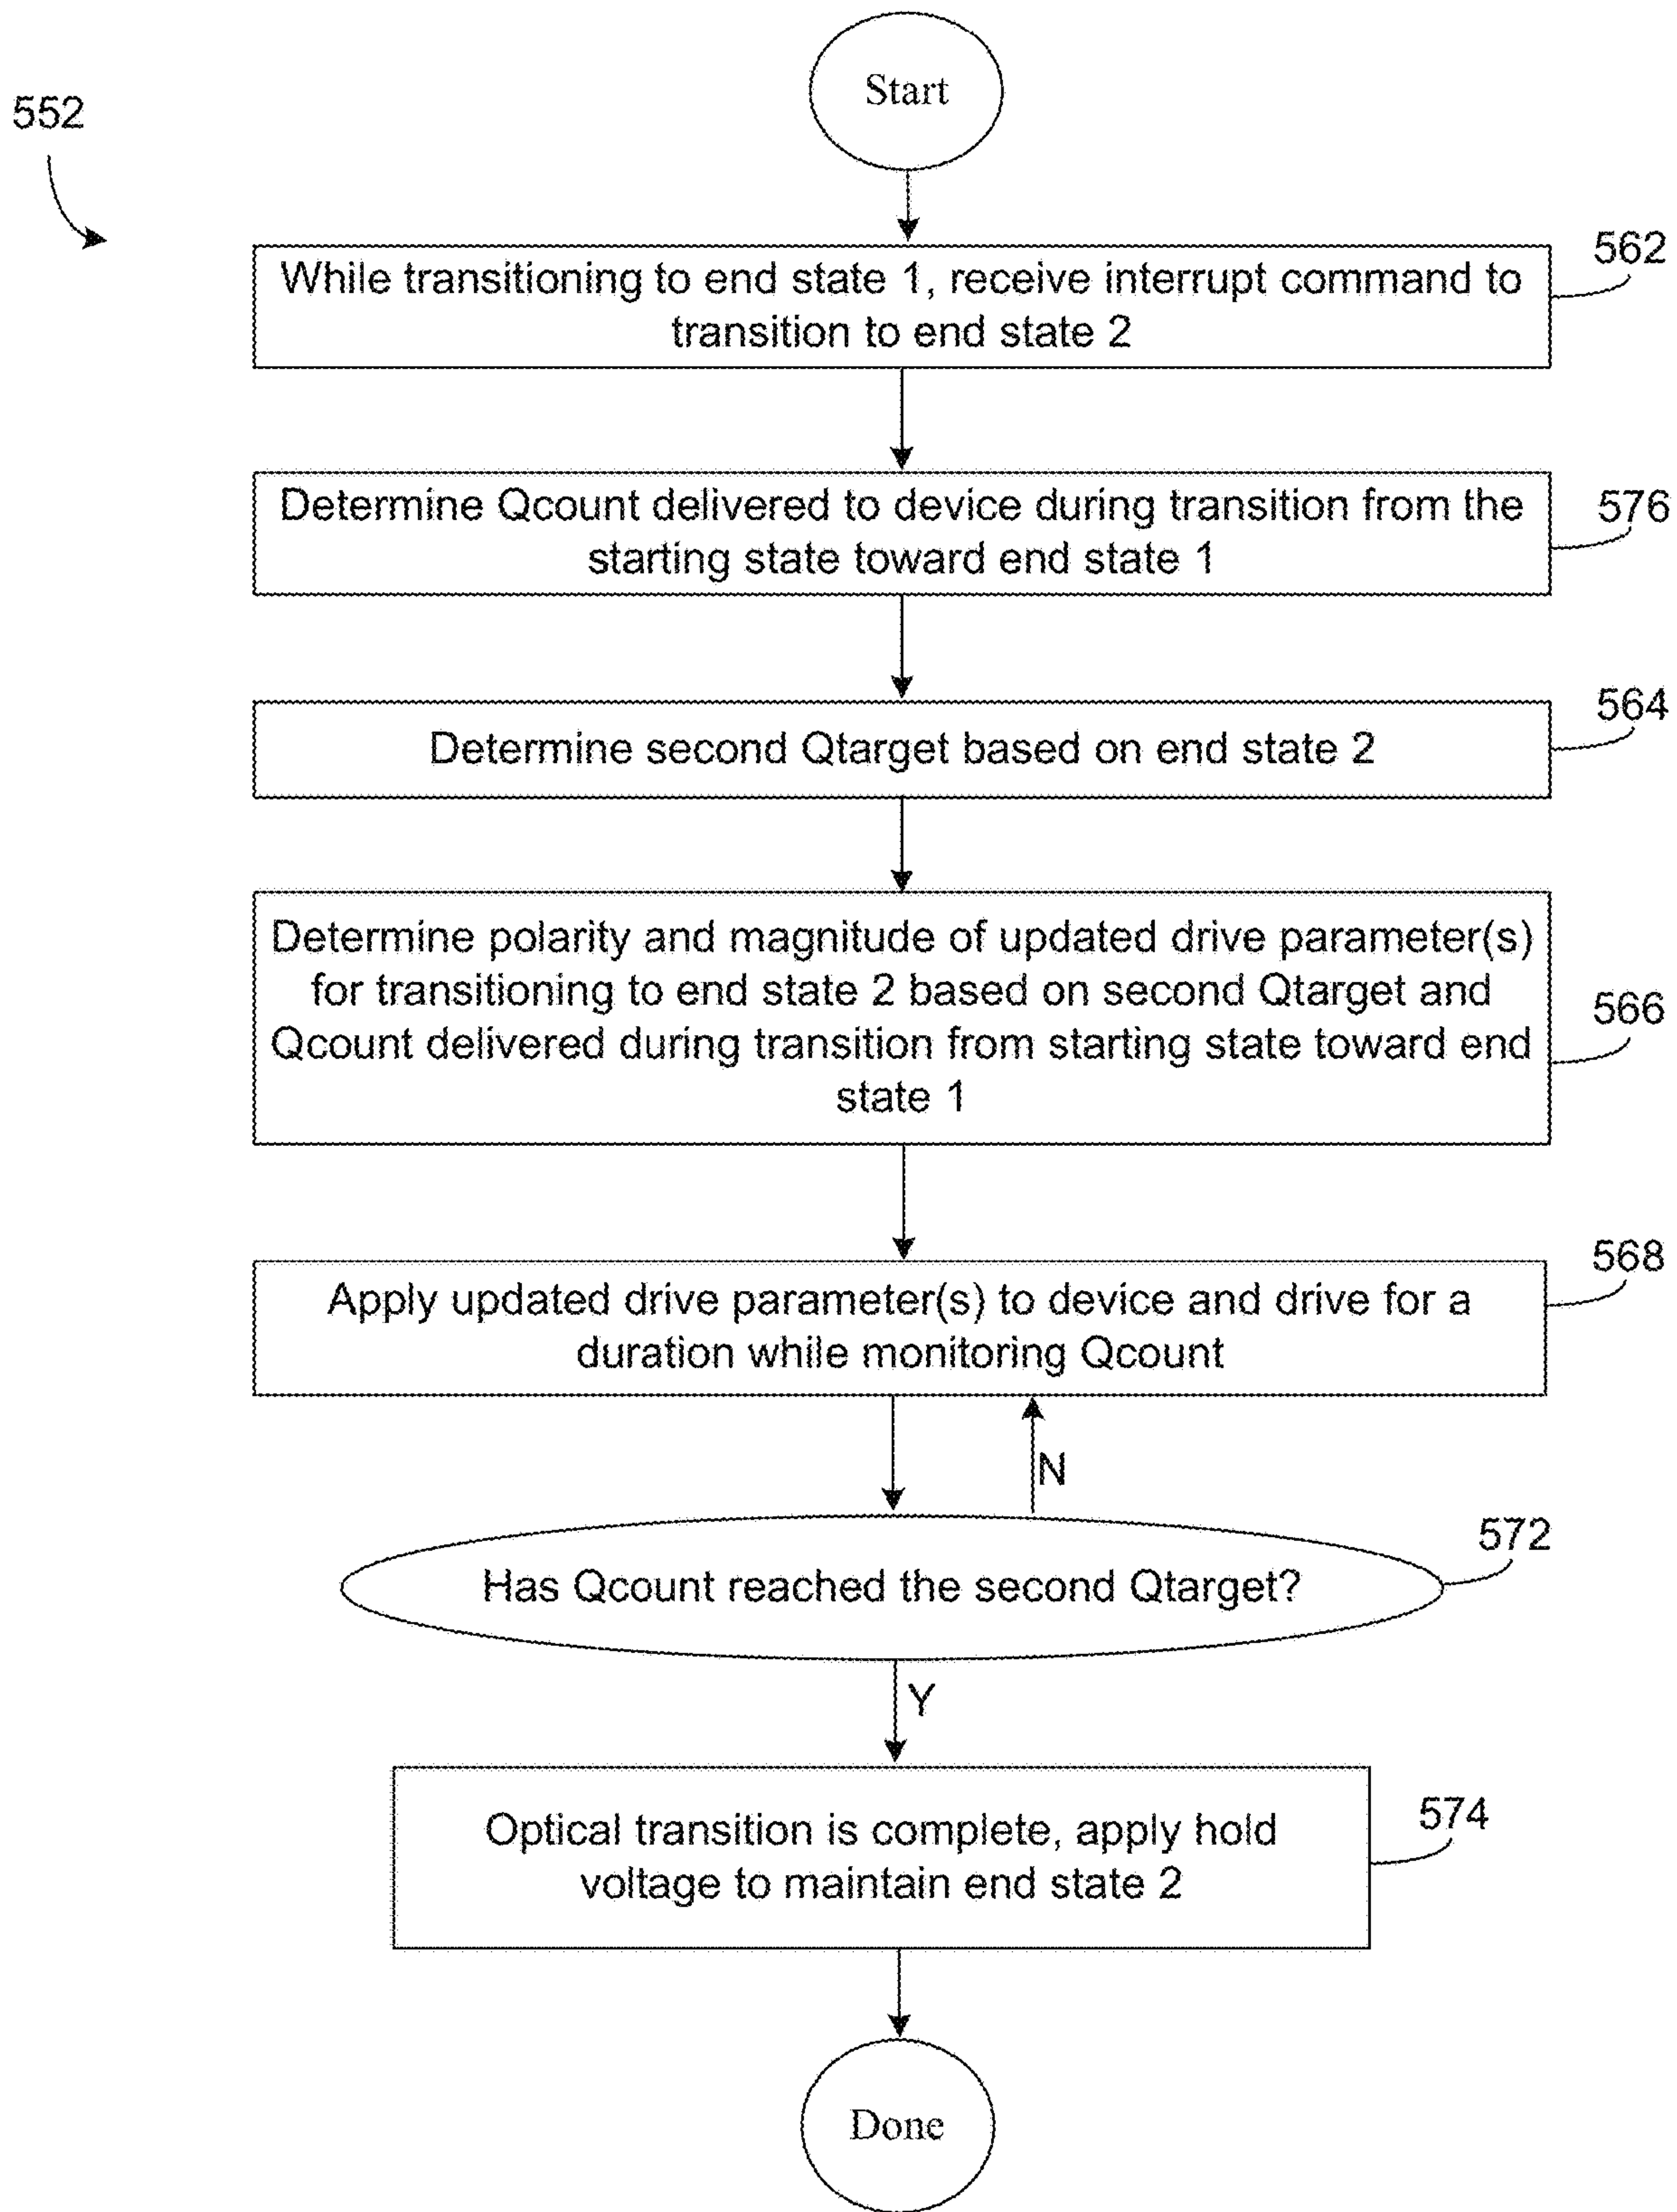 Start
552
562
While transitioning to end state 1, receive interrupt command to
transition to end state 2
576
Determine Qcount delivered to device during transition from the
starting state toward end state 1
564
Determine second Qtarget based on end state 2
Determine polarity and magnitude of updated drive parameter(s)
for transitioning to end state 2 based on second Qtarget and
566
Qcount delivered during transition from starting state toward end
state 1
568
Apply updated drive parameter(s) to device and drive for a
duration while monitoring Qcount
N
572
Has Qcount reached the second Qtarget?
Y
574
Optical transition is complete, apply hold
voltage to maintain end state 2
Done